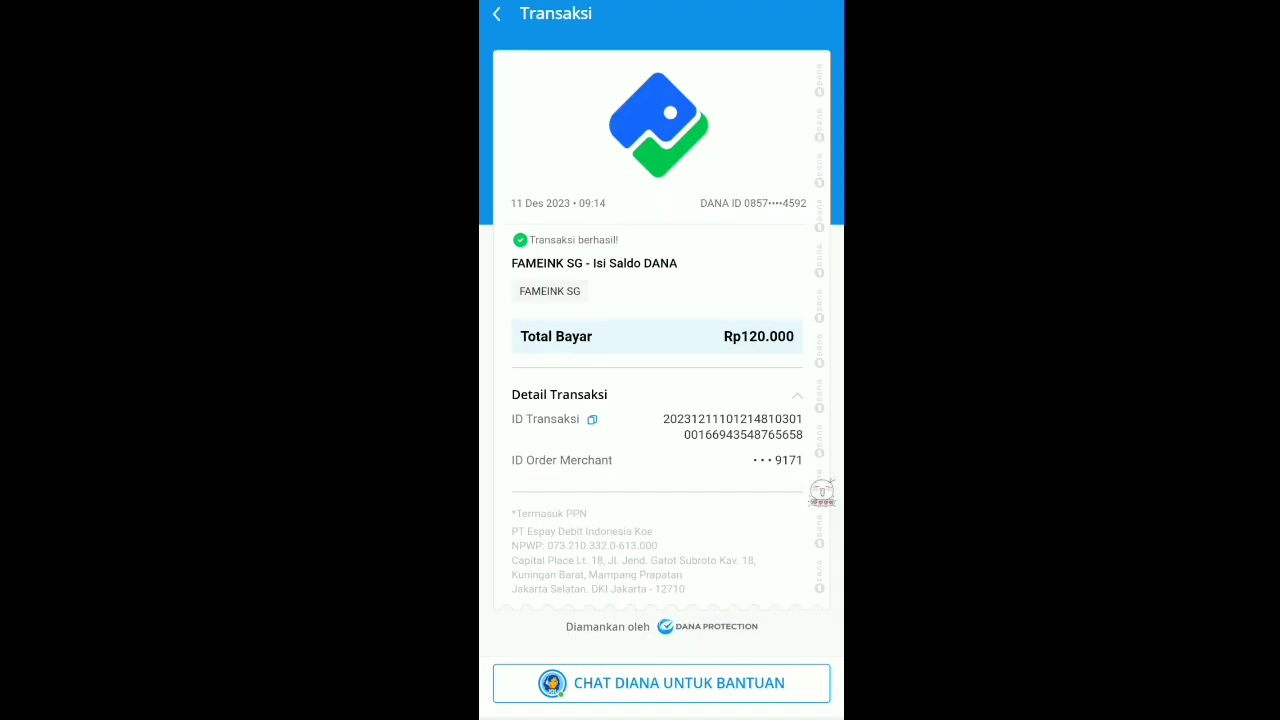 Transaksi
11 Des 2023 • 09:14
DANA ID 0857••••4592
Transaksi berhasil!
FAMEINK SG - Isi Saldo DANA
FAMEINK SG
Total Bayar Rp120.000
Detail Transaksi
ID Transaksi 20231211101214810301
00166943548765658
ID Order Merchant • • • 9171
*Termasuk PPN
PT Espay Debit Indonesia Koe
NPWP: 073.210.332.0-613.000
Capital Place Lt. 18, Jl. Jend. Gatot Subroto Kav. 18,
Kuningan Barat, Mampang Prapatan
Jakarta Selatan. DKI Jakarta - 12710
Diamankan oleh DANA PROTECTION
CHAT DIANA UNTUK BANTUAN